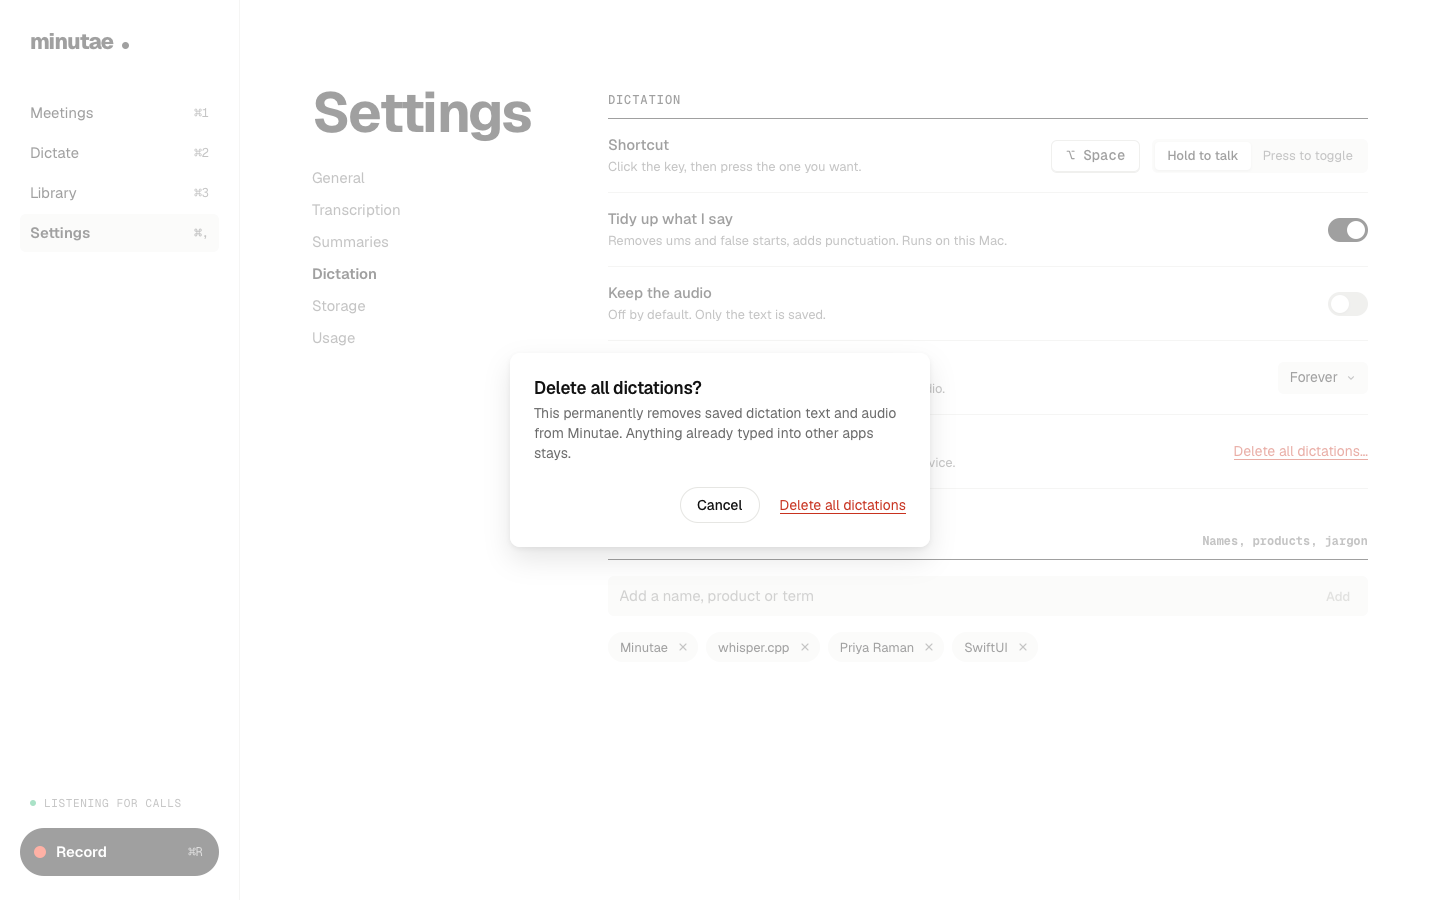 minutae
Meetings ⌘1
Dictate ⌘2
Library ⌘3
Settings ⌘,
LISTENING FOR CALLS
Record ⌘R
Settings
General
Transcription
Summaries
Dictation
Storage
Usage
DICTATION
Shortcut
Click the key, then press the one you want.
⌥ Space
Hold to talk
Press to toggle
Tidy up what I say
Removes ums and false starts, adds punctuation. Runs on this Mac.
Keep the audio
Off by default. Only the text is saved.
Forever
Delete all dictations...
Delete all dictations?
This permanently removes saved dictation text and audio
from Minutae. Anything already typed into other apps
stays.
Cancel
Delete all dictations
Names, products, jargon
Add a name, product or term
Add
Minutae ×
whisper.cpp ×
Priya Raman ×
SwiftUI ×